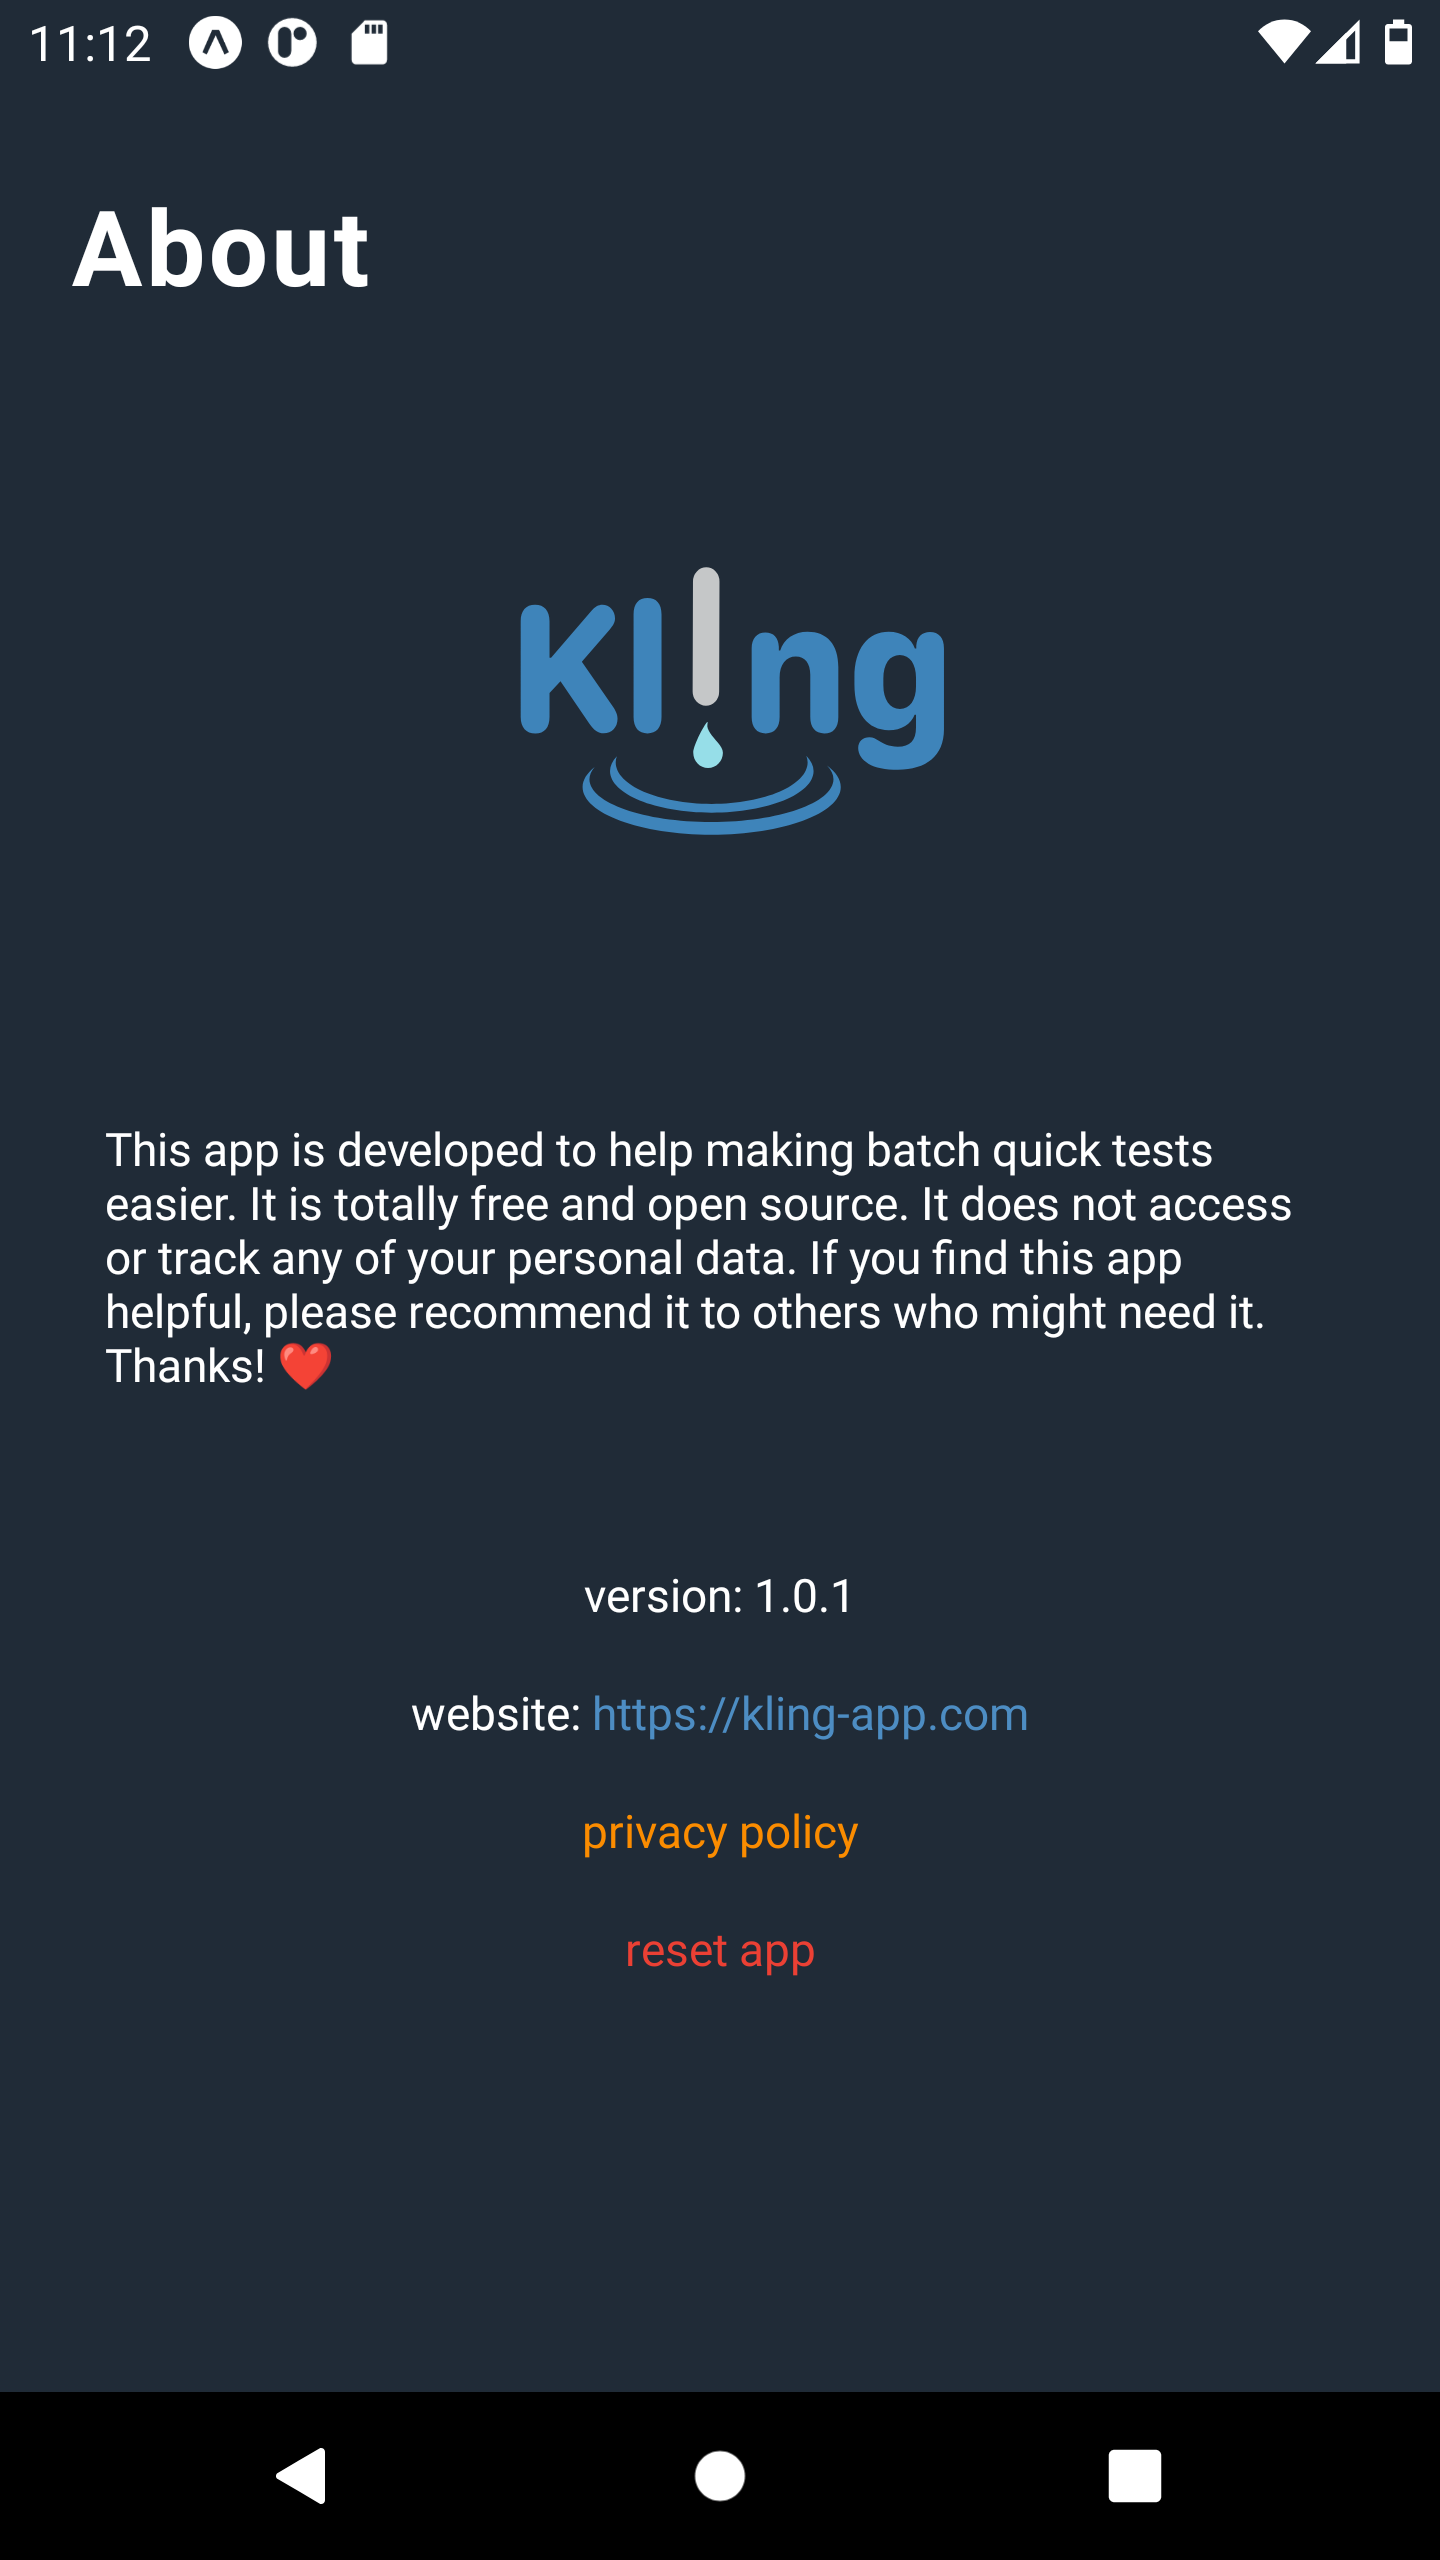 11:12
About
Kling
This app is developed to help making batch quick tests
easier. It is totally free and open source. It does not access
or track any of your personal data. If you find this app
helpful, please recommend it to others who might need it.
Thanks! ❤️
version: 1.0.1
website: https://kling-app.com
privacy policy
reset app